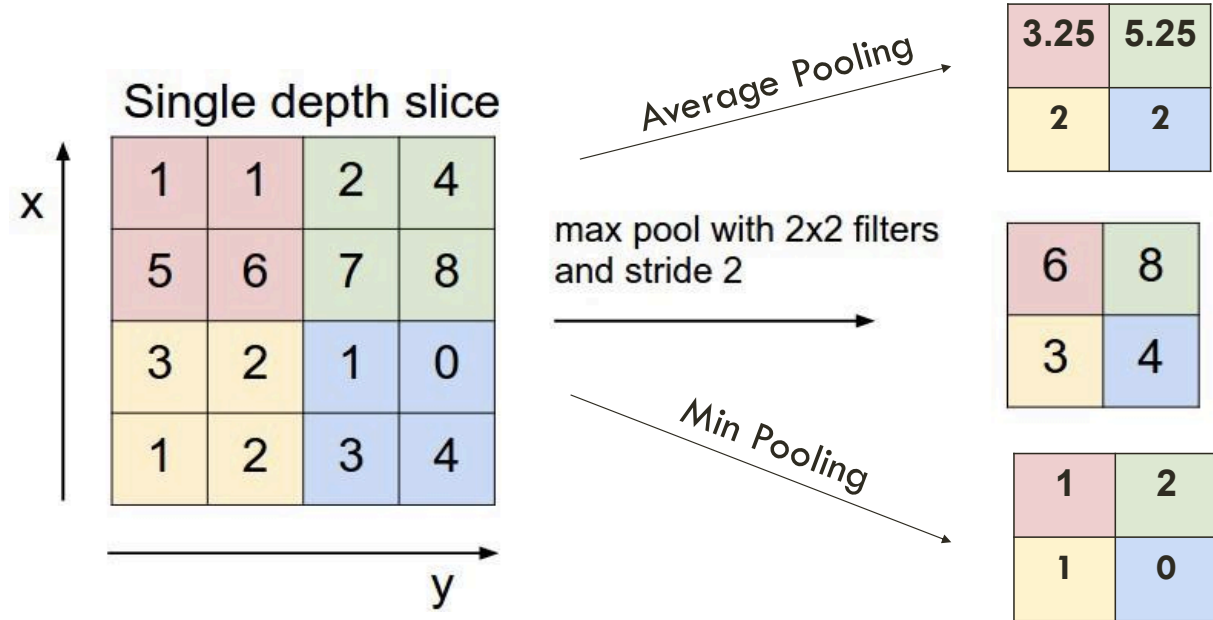 Single depth slice
x
1 1 2 4
5 6 7 8
3 2 1 0
1 2 3 4
y
Average Pooling
3.25 5.25
2 2
max pool with 2x2 filters
and stride 2
6 8
3 4
Min Pooling
1 2
1 0